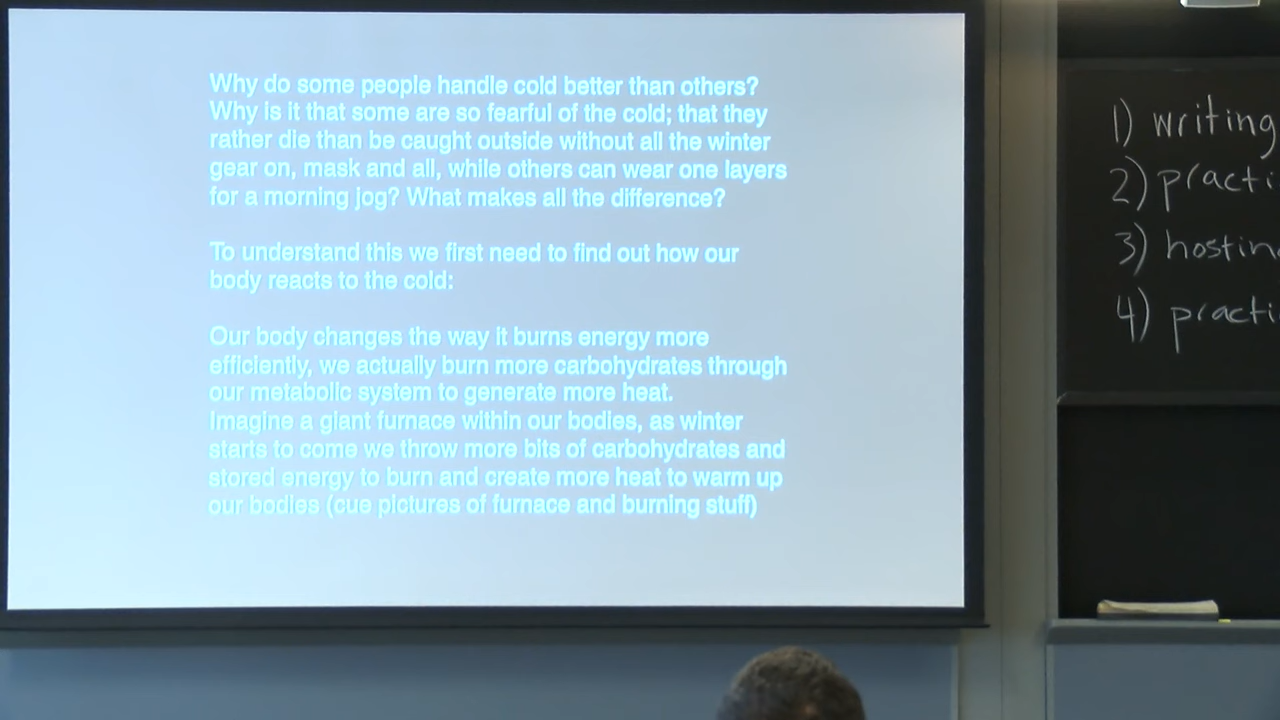 Why do some people handle cold better than others?
Why is it that some are so fearful of the cold; that they
rather die than be caught outside without all the winter
gear on, mask and all, while others can wear one layers
for a morning jog? What makes all the difference?
To understand this we first need to find out how our
body reacts to the cold:
Our body changes the way it burns energy more
efficiently, we actually burn more carbohydrates through
our metabolic system to generate more heat.
Imagine a giant furnace within our bodies, as winter
starts to come we throw more bits of carbohydrates and
stored energy to burn and create more heat to warm up
our bodies (cue pictures of furnace and burning stuff)
1) writing
2) practi
3) hostin
4) practi